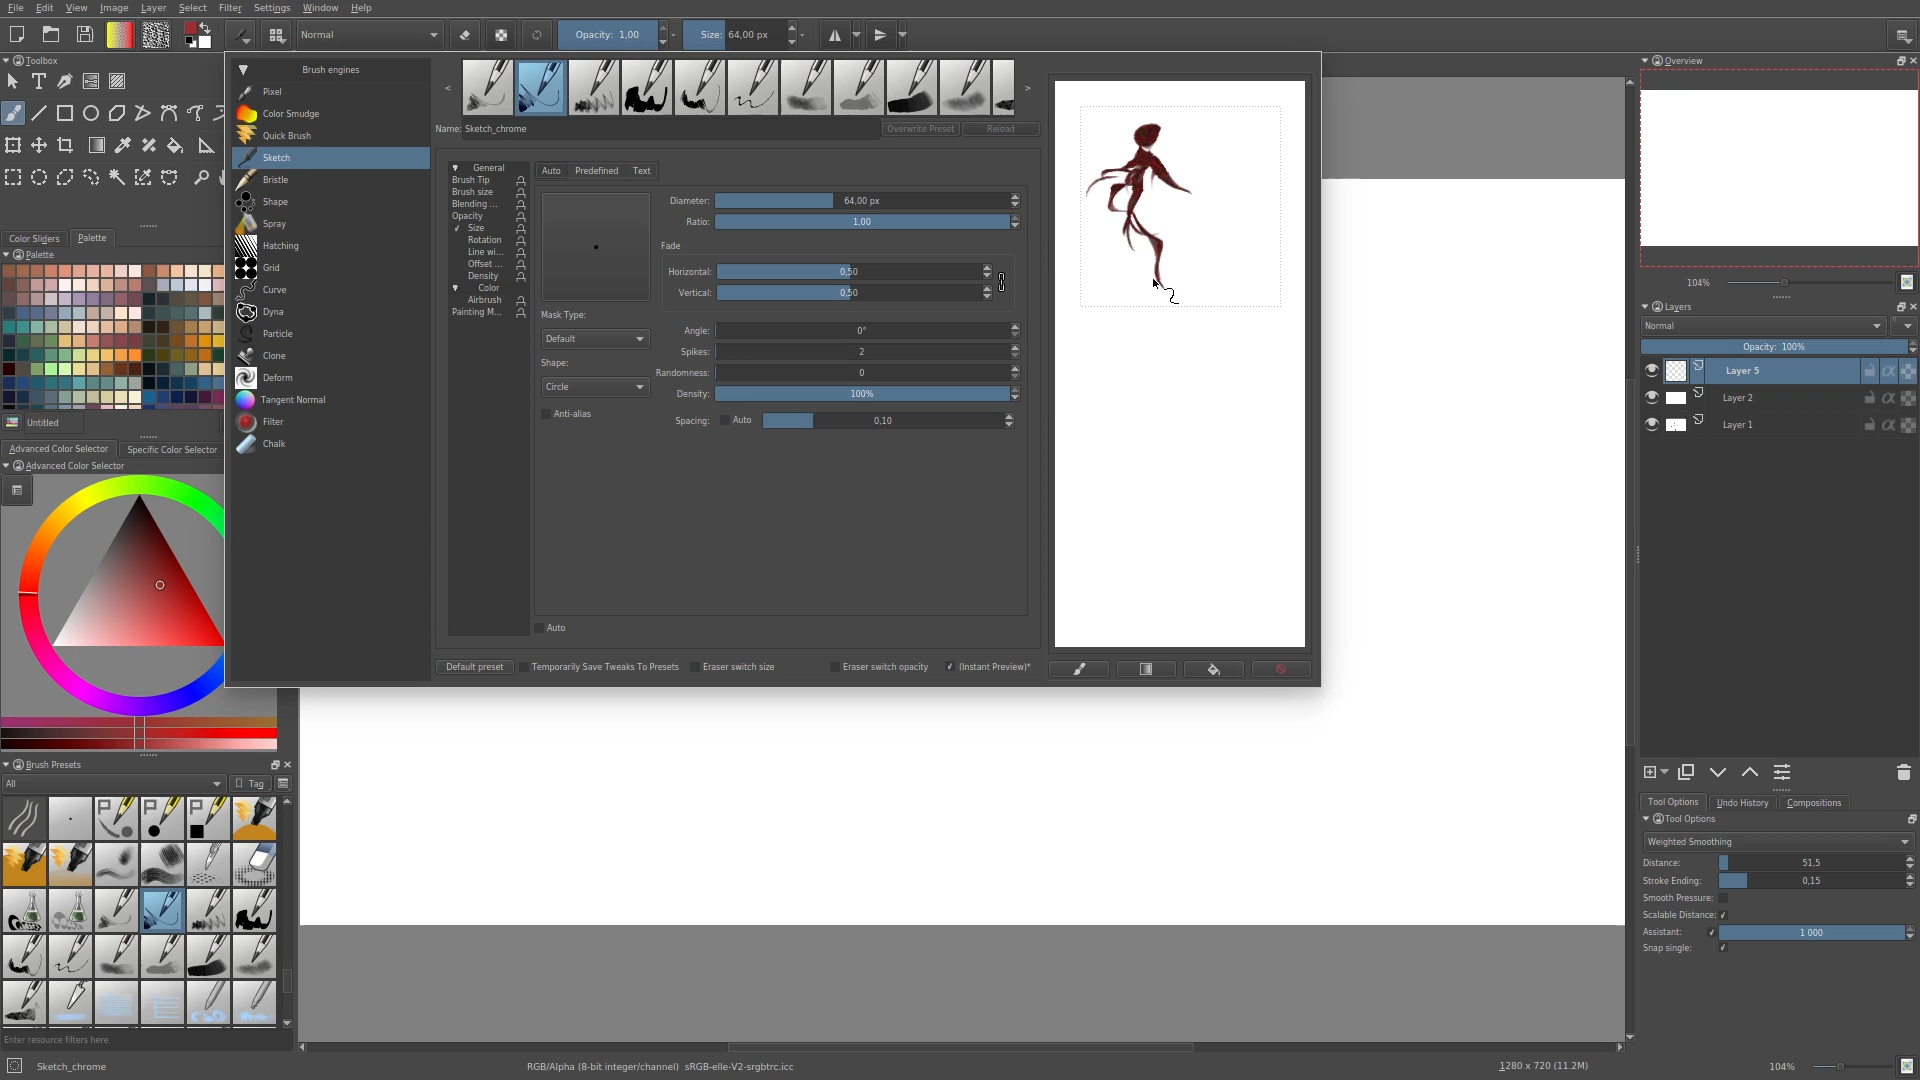 File Edit View Image Layer Select Filter Settings Window Help
Normal
Opacity: 1,00
Size: 64,00 px
Toolbox
Color Sliders Palette
Palette
Untitled
Advanced Color Selector Specific Color Selector
Advanced Color Selector
Brush Presets
All
Tag
Enter resource filters here
Brush engines
Pixel
Color Smudge
Quick Brush
Sketch
Bristle
Shape
Spray
Hatching
Grid
Curve
Dyna
Particle
Clone
Deform
Tangent Normal
Filter
Chalk
< >
Name: Sketch_chrome
Overwrite Preset Reload
General
Brush Tip
Brush size
Blending ...
Opacity
Size
Rotation
Line wi...
Offset ...
Density
Color
Airbrush
Painting M...
Auto Predefined Text
Diameter: 64,00 px
Ratio: 1,00
Fade
Horizontal: 0,50
Vertical: 0,50
Mask Type:
Default
Shape:
Circle
Anti-alias
Angle: 0°
Spikes: 2
Randomness: 0
Density: 100%
Spacing: Auto 0,10
Auto
Default preset Temporarily Save Tweaks To Presets Eraser switch size Eraser switch opacity (Instant Preview)*
Overview
104%
Layers
Normal
Opacity: 100%
Layer 5
Layer 2
Layer 1
Tool Options Undo History Compositions
Tool Options
Weighted Smoothing
Distance: 51,5
Stroke Ending: 0,15
Smooth Pressure:
Scalable Distance:
Assistant: 1 000
Snap single:
Sketch_chrome
RGB/Alpha (8-bit integer/channel) sRGB-elle-V2-srgbtrc.icc
1280 x 720 (11.2M)
104%